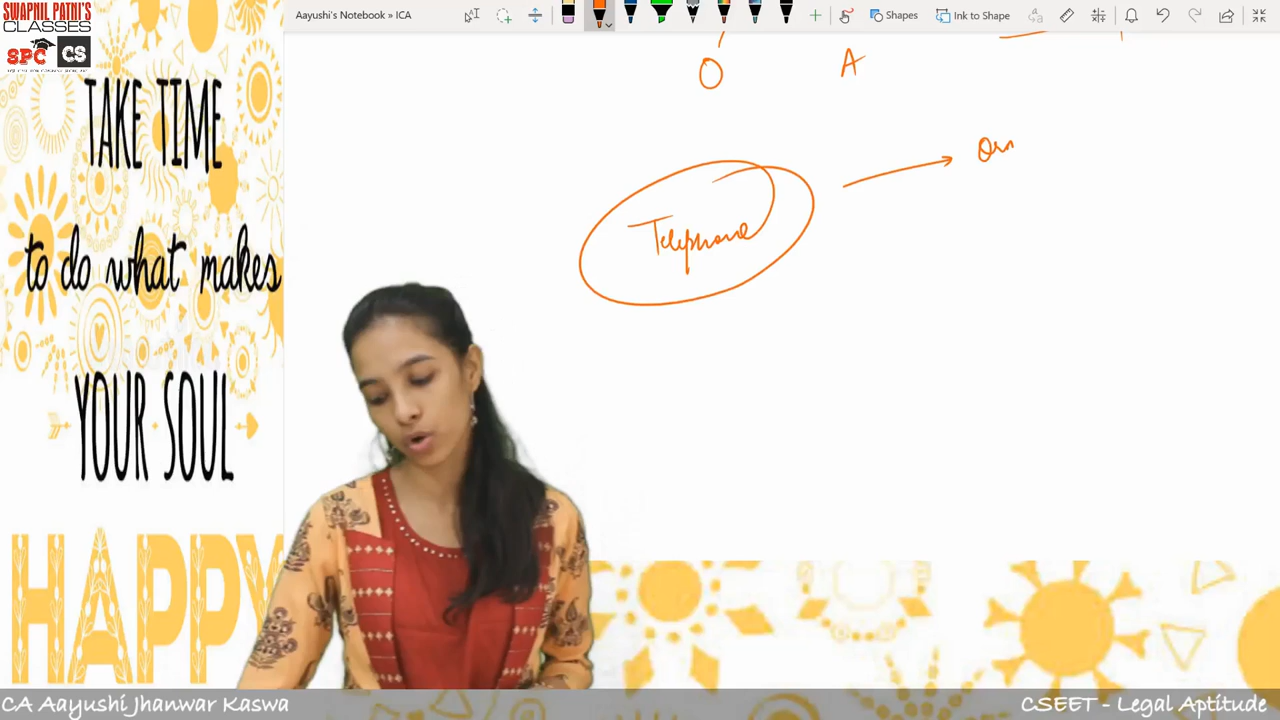 SWAPNIL PATNI'S
CLASSES
SPC CS
TAKE TIME
to do what makes
YOUR SOUL
HAPPY
Aayushi's Notebook » ICA
Shapes
Ink to Shape
O
A
Telephone
CA Aayushi Jhanwar Kaswa
CSEET - Legal Aptitude